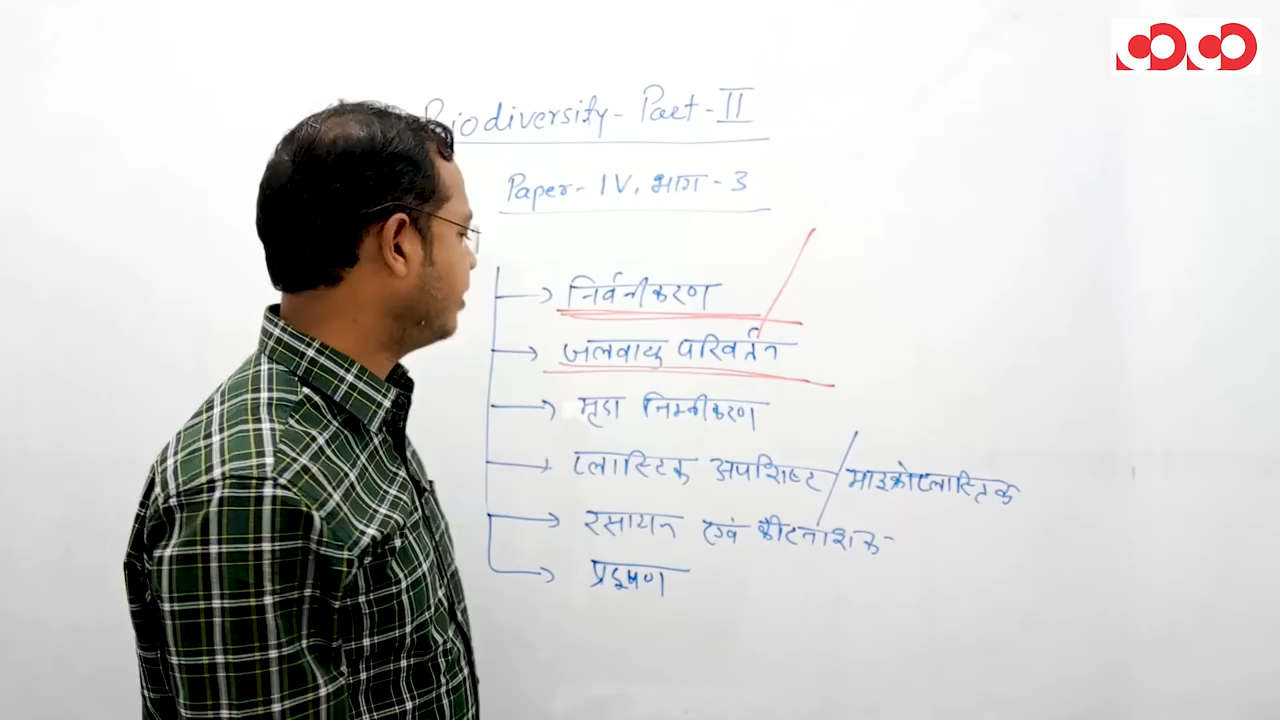 Biodiversity - Part - II
Paper - IV, भाग - 3
निर्वनीकरण
जलवायु परिवर्तन
मृदा निम्नीकरण
प्लास्टिक अपशिष्ट / माइक्रोप्लास्टिक
रसायन एवं कीटनाशक
प्रदूषण